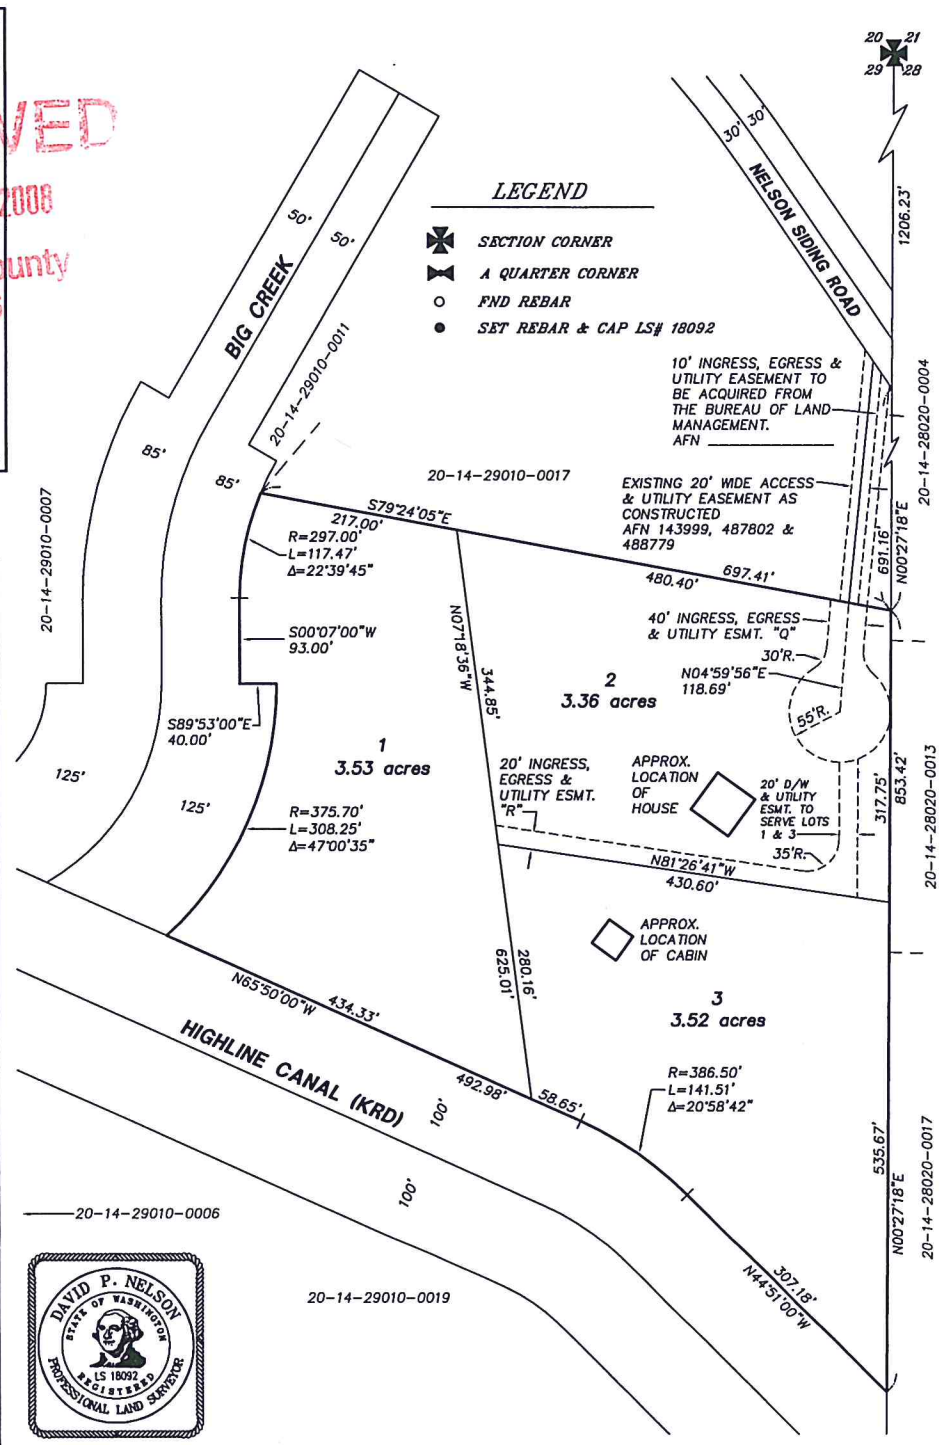 VED
2008
ounty
20 21
29 28
1206.23'
30' 30'
NELSON SIDING ROAD
LEGEND
SECTION CORNER
A QUARTER CORNER
FND REBAR
SET REBAR & CAP LS# 18092
50'
50'
BIG CREEK
20-14-29010-0011
85'
85'
20-14-29010-0007
10' INGRESS, EGRESS &
UTILITY EASEMENT TO
BE ACQUIRED FROM
THE BUREAU OF LAND
MANAGEMENT.
AFN
20-14-28020-0004
20-14-29010-0017
EXISTING 20' WIDE ACCESS
& UTILITY EASEMENT AS
CONSTRUCTED
AFN 143999, 487802 &
488779
691.16'
N00°27'18"E
S79°24'05"E
217.00'
480.40'
697.41'
R=297.00'
L=117.47'
Δ=22°39'45"
S00°07'00"W
93.00'
S89°53'00"E
40.00'
N07°18'36"W
344.85'
40' INGRESS, EGRESS
& UTILITY ESMT. "Q"
30'R.
N04°59'56"E
118.69'
55'R.
2
3.36 acres
1
3.53 acres
125'
125'
R=375.70'
L=308.25'
Δ=47°00'35"
20' INGRESS,
EGRESS &
UTILITY ESMT.
"R"
APPROX.
LOCATION
OF
HOUSE
20' D/W
& UTILITY
ESMT. TO
SERVE LOTS
1 & 3
35'R.
317.75'
853.42'
20-14-28020-0013
N81°26'41"W
430.60'
APPROX.
LOCATION
OF CABIN
280.16'
625.01'
3
3.52 acres
N65°50'00"W
434.33'
HIGHLINE CANAL (KRD)
492.98'
58.65'
100'
100'
R=386.50'
L=141.51'
Δ=20°58'42"
535.67'
N00°27'18"E
20-14-28020-0017
307.18'
N44°51'00"W
20-14-29010-0006
20-14-29010-0019
DAVID P. NELSON
STATE OF WASHINGTON
LS 18092
REGISTERED
PROFESSIONAL LAND SURVEYOR